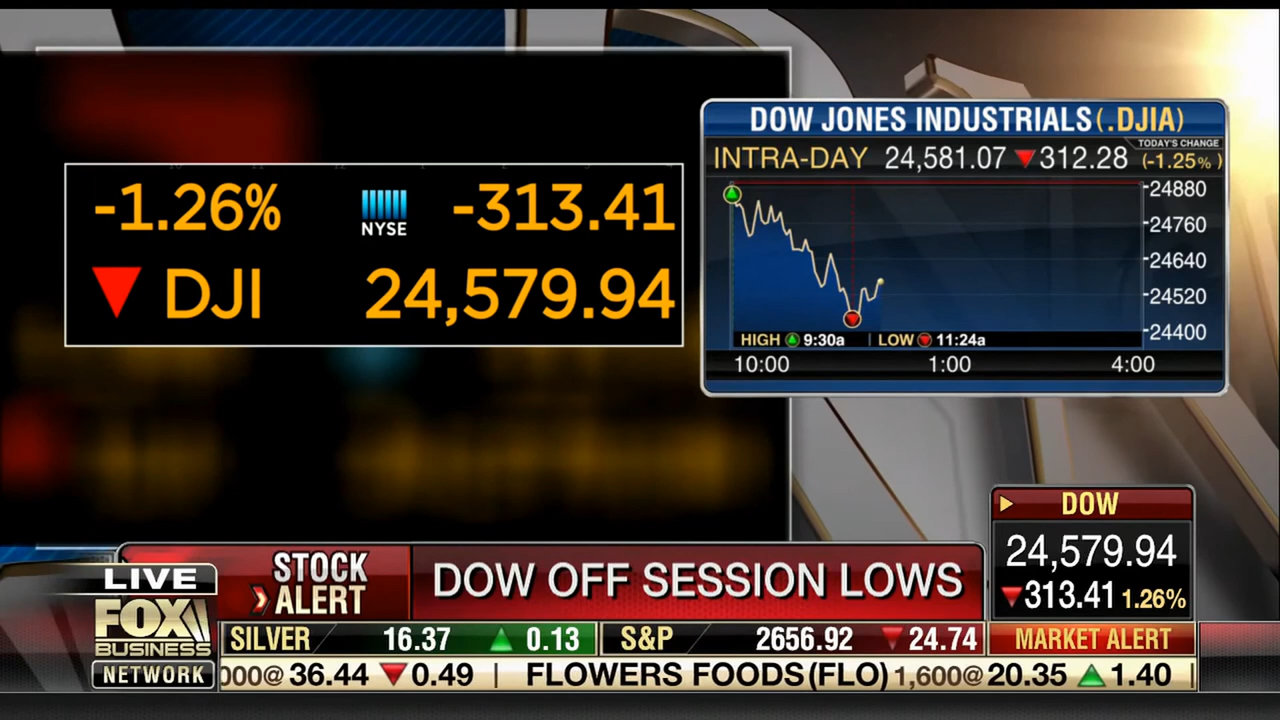 DOW JONES INDUSTRIALS(.DJIA)
TODAY'S CHANGE
INTRA-DAY 24,581.07 ▼312.28 (-1.25%)
24880
24760
24640
24520
24400
HIGH 9:30a | LOW 11:24a
10:00 1:00 4:00
-1.26% NYSE -313.41
▼ DJI 24,579.94
DOW
24,579.94
▼313.41 1.26%
MARKET ALERT
STOCK
ALERT
DOW OFF SESSION LOWS
LIVE
FOX
BUSINESS
NETWORK
SILVER 16.37 ▲ 0.13 S&P 2656.92 ▼ 24.74
000@ 36.44 ▼0.49 | FLOWERS FOODS(FLO) 1,600@ 20.35 ▲ 1.40 |